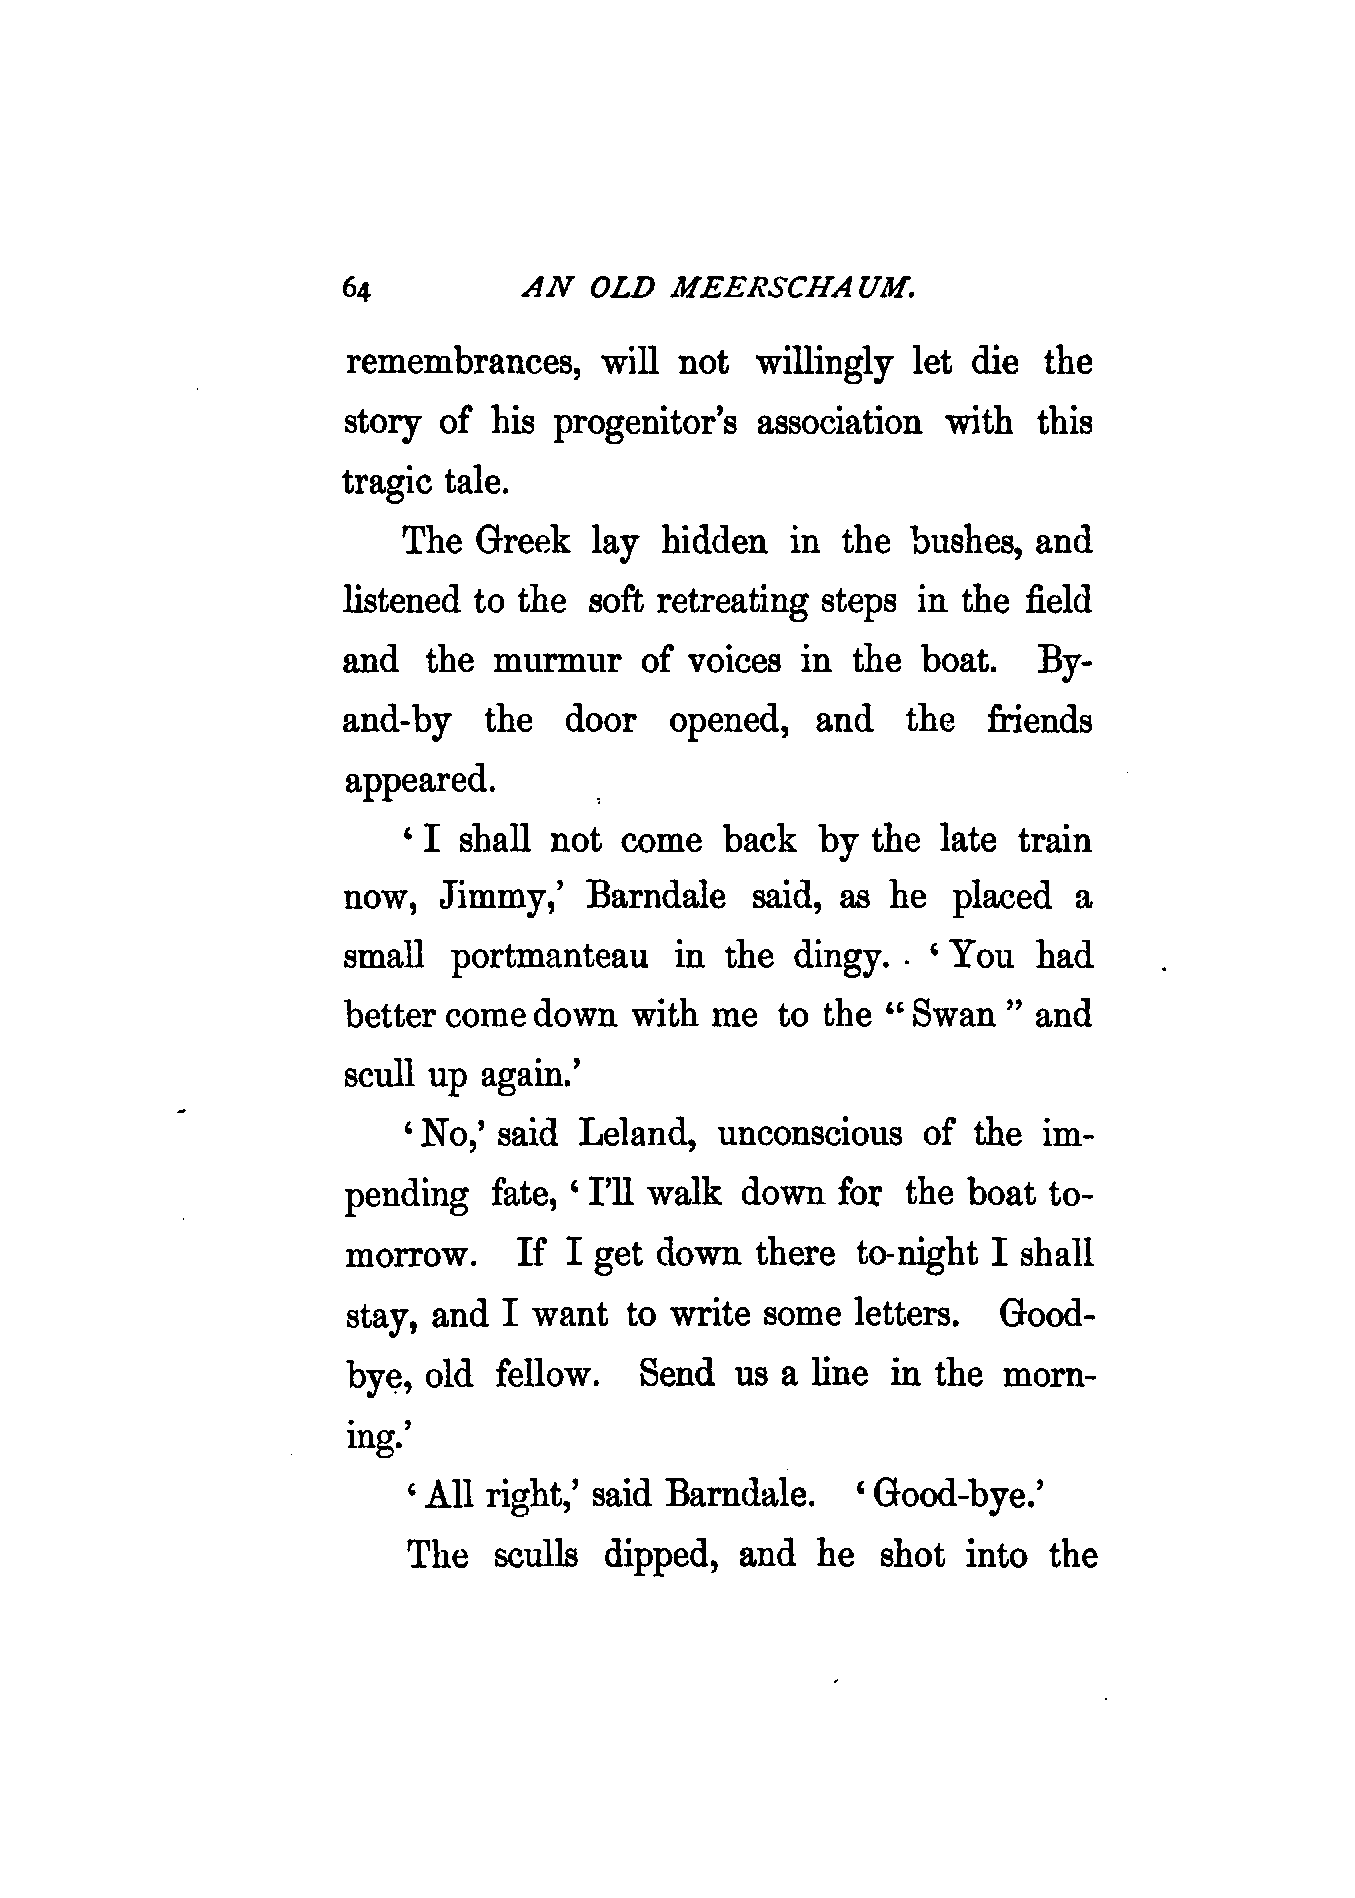 64 AN OLD MEERSCHAUM.
remembrances, will not willingly let die the
story of his progenitor's association with this
tragic tale.
The Greek lay hidden in the bushes, and
listened to the soft retreating steps in the field
and the murmur of voices in the boat. By-
and-by the door opened, and the friends
appeared.
‘ I shall not come back by the late train
now, Jimmy,’ Barndale said, as he placed a
small portmanteau in the dingy. . ‘ You had
better come down with me to the “ Swan ” and
scull up again.’
‘ No,’ said Leland, unconscious of the im-
pending fate, ‘ I'll walk down for the boat to-
morrow. If I get down there to-night I shall
stay, and I want to write some letters. Good-
bye, old fellow. Send us a line in the morn-
ing.’
‘ All right,’ said Barndale. ‘ Good-bye.’
The sculls dipped, and he shot into the